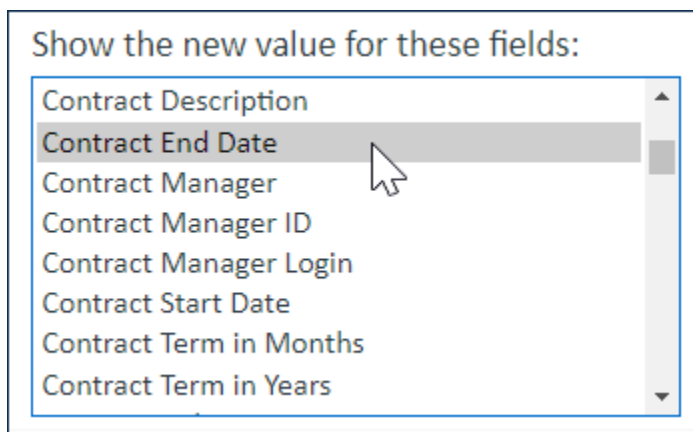 Show the new value for these fields:
Contract Description
Contract End Date
Contract Manager
Contract Manager ID
Contract Manager Login
Contract Start Date
Contract Term in Months
Contract Term in Years